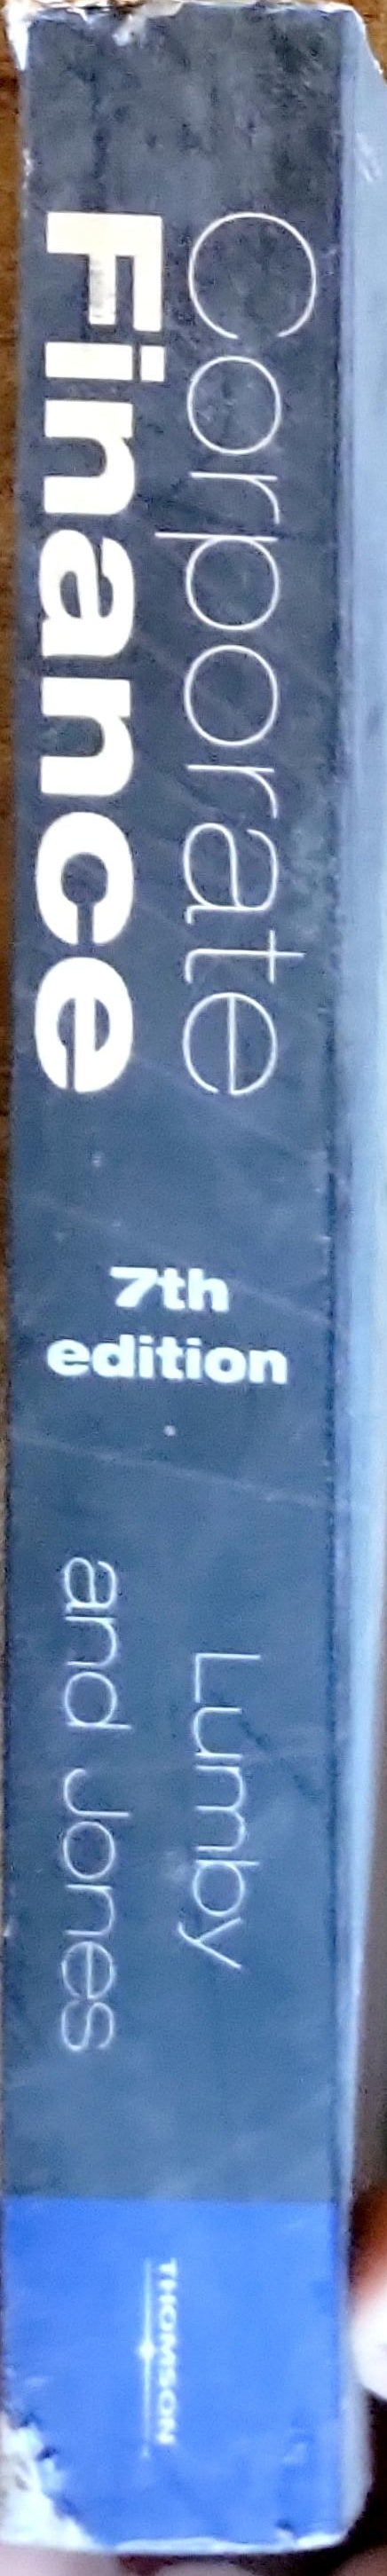 Corporate
Finance
7th
edition
Lumby
and Jones
THOMSON